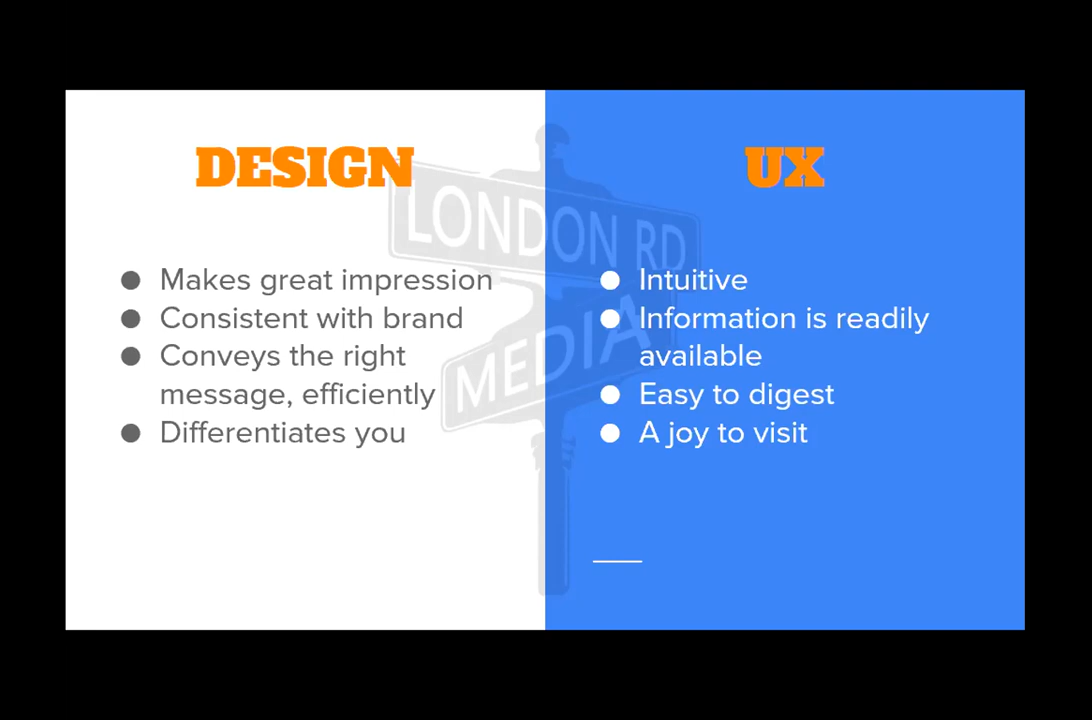 DESIGN
Makes great impression
Consistent with brand
Conveys the right
message, efficiently
Differentiates you
UX
Intuitive
Information is readily
available
Easy to digest
A joy to visit
LONDON RD
MEDIA